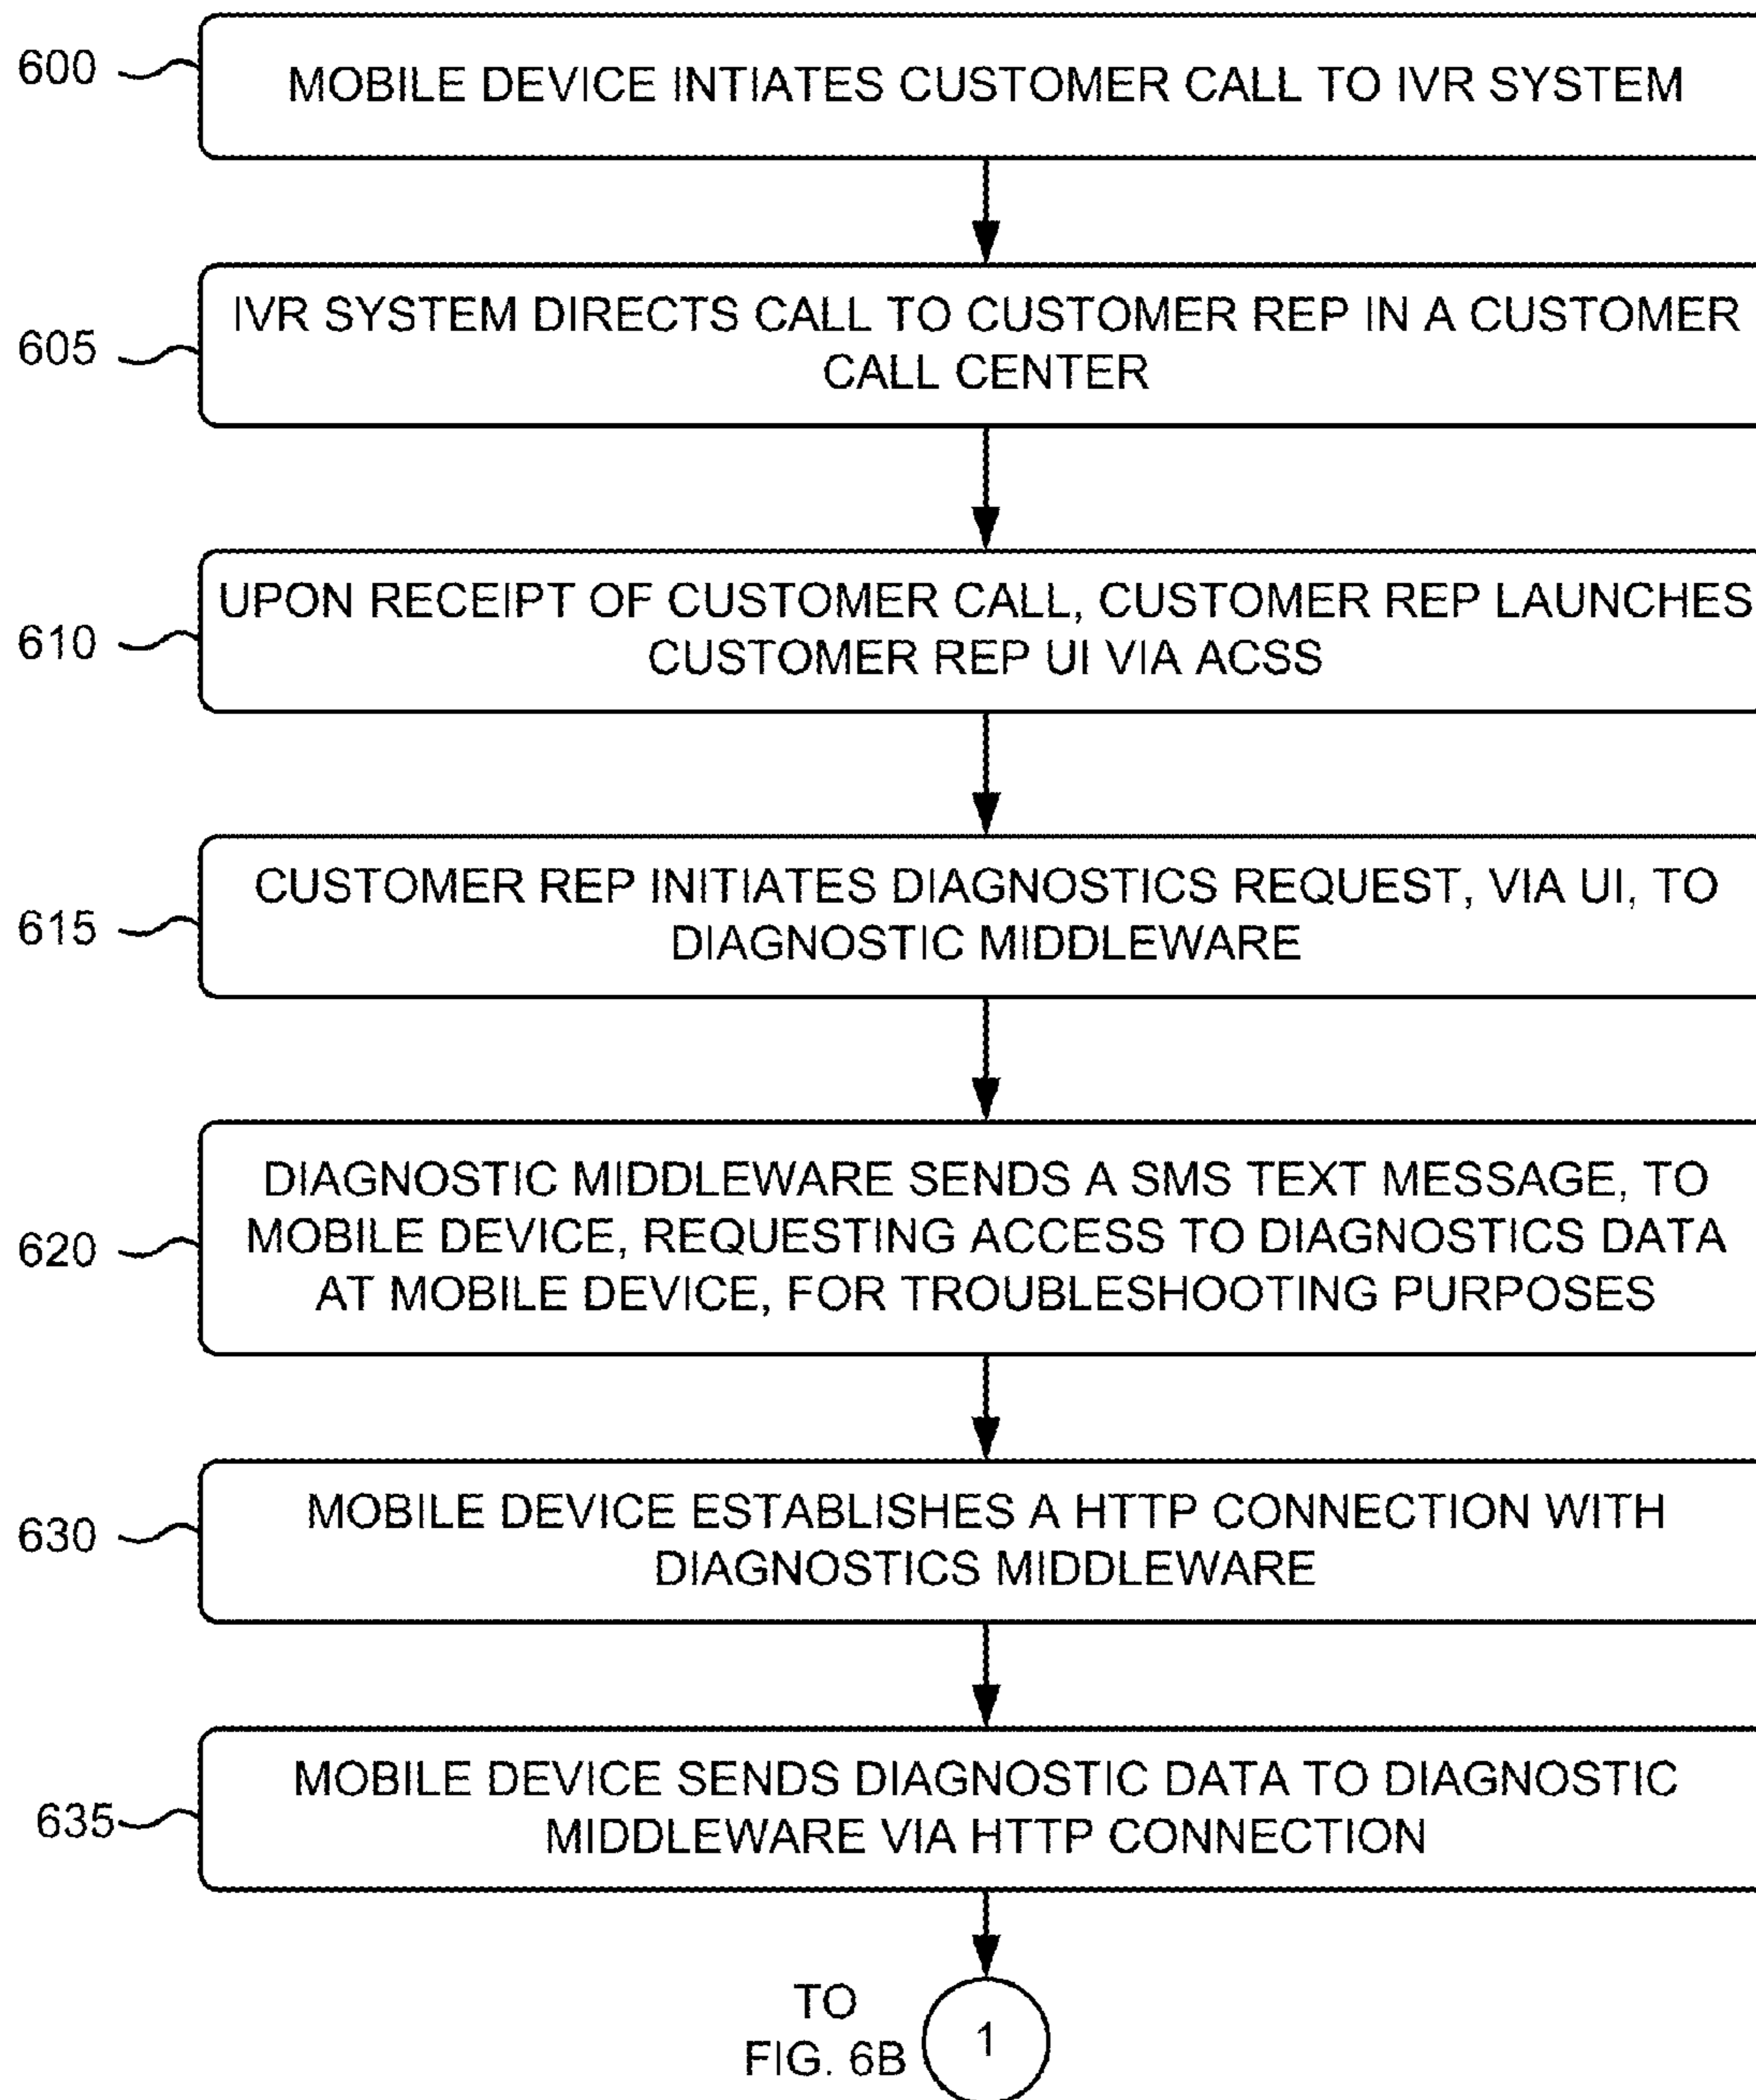 600
MOBILE DEVICE INTIATES CUSTOMER CALL TO IVR SYSTEM
IVR SYSTEM DIRECTS CALL TO CUSTOMER REP IN A CUSTOMER
605
CALL CENTER
UPON RECEIPT OF CUSTOMER CALL, CUSTOMER REP LAUNCHES
610
CUSTOMER REP UI VIA ACSS
CUSTOMER REP INITIATES DIAGNOSTICS REQUEST, VIA UI, TO
615
DIAGNOSTIC MIDDLEWARE
DIAGNOSTIC MIDDLEWARE SENDS A SMS TEXT MESSAGE, TO
620
MOBILE DEVICE, REQUESTING ACCESS TO DIAGNOSTICS DATA
AT MOBILE DEVICE, FOR TROUBLESHOOTING PURPOSES
MOBILE DEVICE ESTABLISHES A HTTP CONNECTION WITH
630
DIAGNOSTICS MIDDLEWARE
MOBILE DEVICE SENDS DIAGNOSTIC DATA TO DIAGNOSTIC
635
MIDDLEWARE VIA HTTP CONNECTION
TO
FIG. 6B
1